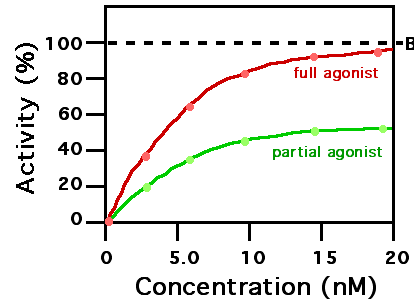 B
100
80
60
40
20
0
Activity (%)
full agonist
partial agonist
0 5.0 10 15 20
Concentration (nM)